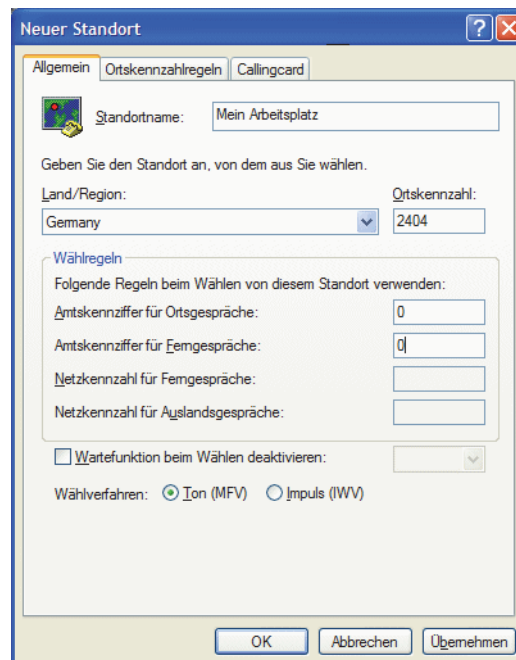 Neuer Standort
Allgemein Ortskennzahlregeln Callingcard
Standortname: Mein Arbeitsplatz
Geben Sie den Standort an, von dem aus Sie wählen.
Land/Region: Ortskennzahl:
Germany 2404
Wählregeln
Folgende Regeln beim Wählen von diesem Standort verwenden:
Amtskennziffer für Ortsgespräche: 0
Amtskennziffer für Ferngespräche: 0
Netzkennzahl für Ferngespräche:
Netzkennzahl für Auslandsgespräche:
Wartefunktion beim Wählen deaktivieren:
Wählverfahren: Ton (MFV) Impuls (IWV)
OK Abbrechen Übernehmen